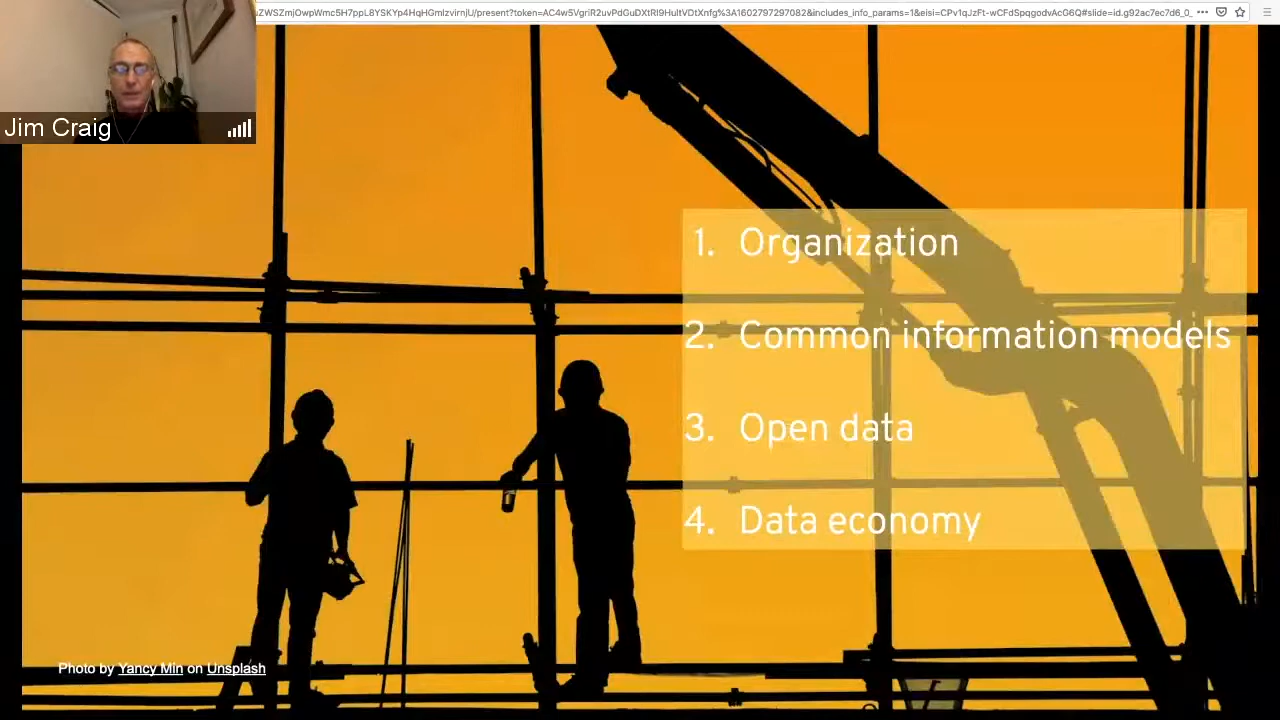 Jim Craig
1. Organization
2. Common information models
3. Open data
4. Data economy
Photo by Yancy Min on Unsplash